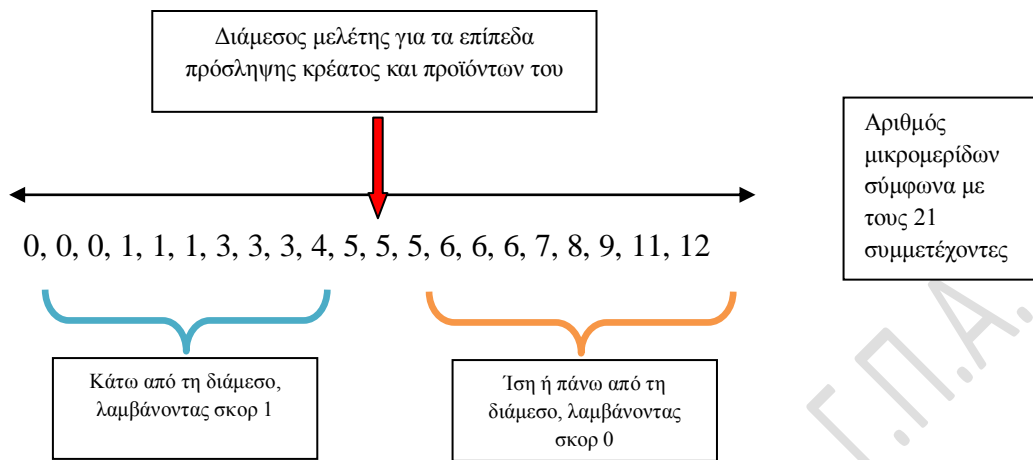 Διάμεσος μελέτης για τα επίπεδα
πρόσληψης κρέατος και προϊόντων του
Αριθμός
μικρομερίδων
σύμφωνα με
τους 21
συμμετέχοντες
0, 0, 0, 1, 1, 1, 3, 3, 3, 4, 5, 5, 5, 6, 6, 6, 7, 8, 9, 11, 12
Κάτω από τη διάμεσο,
λαμβάνοντας σκορ 1
Ίση ή πάνω από τη
διάμεσο, λαμβάνοντας
σκορ 0
Γ.Π.Α.